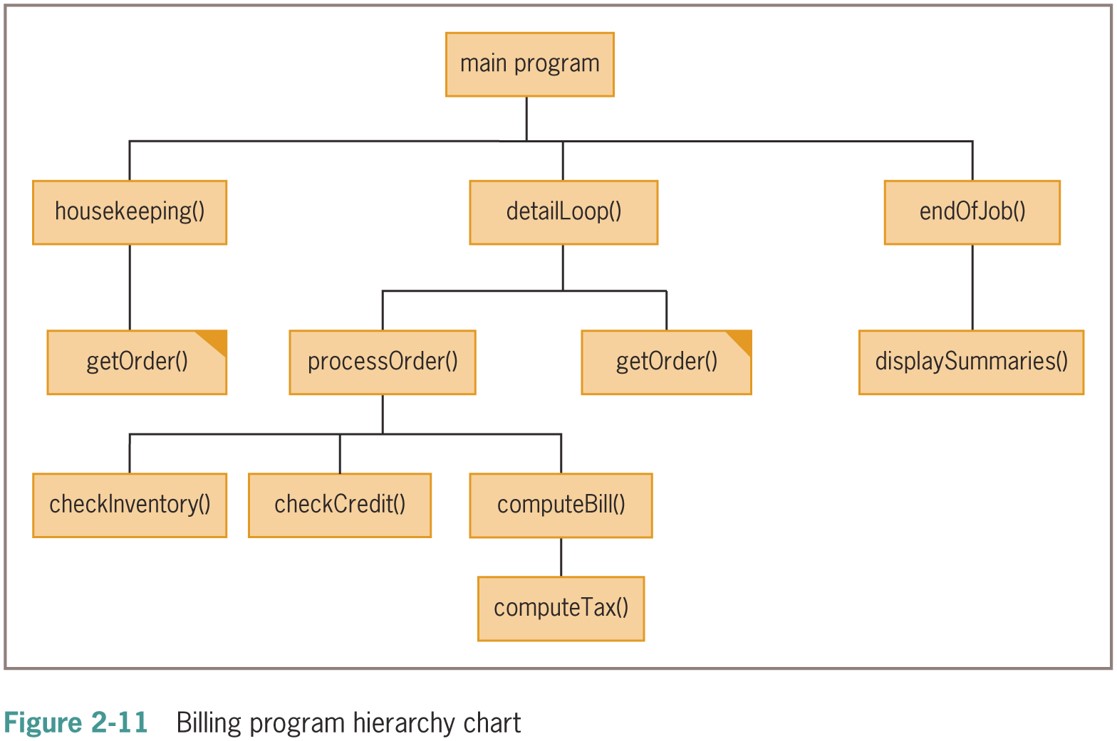 main program
housekeeping()
detailLoop()
endOfJob()
getOrder()
processOrder()
getOrder()
displaySummaries()
checkInventory()
checkCredit()
computeBill()
computeTax()
Figure 2-11 Billing program hierarchy chart